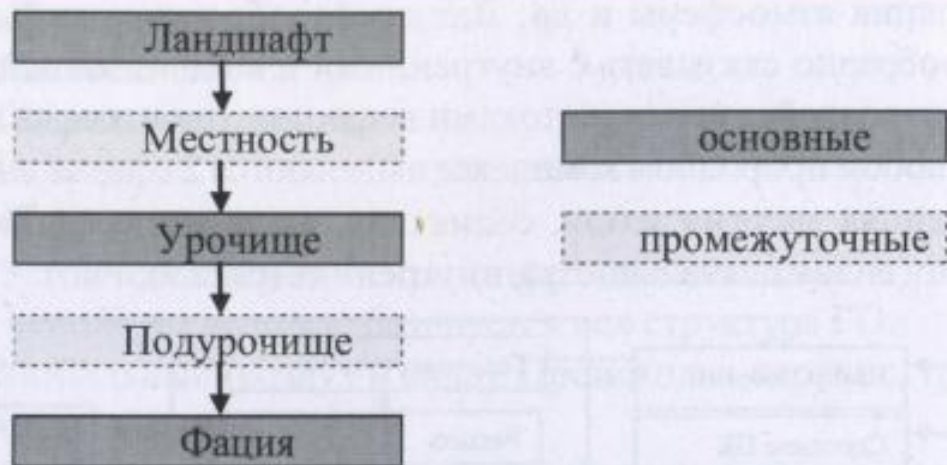 Ландшафт
Местность
Урочище
Подурочище
Фация
основные
промежуточные